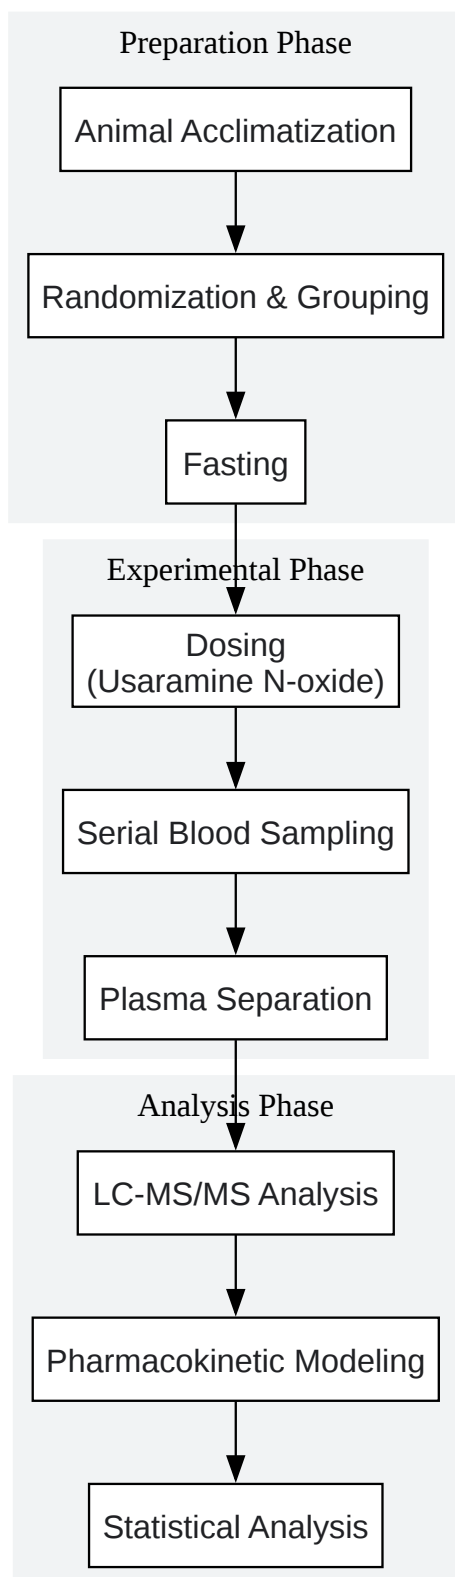 Preparation Phase
Animal Acclimatization
Randomization & Grouping
Fasting
Experimental Phase
Dosing
(Usaramine N-oxide)
Serial Blood Sampling
Plasma Separation
Analysis Phase
LC-MS/MS Analysis
Pharmacokinetic Modeling
Statistical Analysis